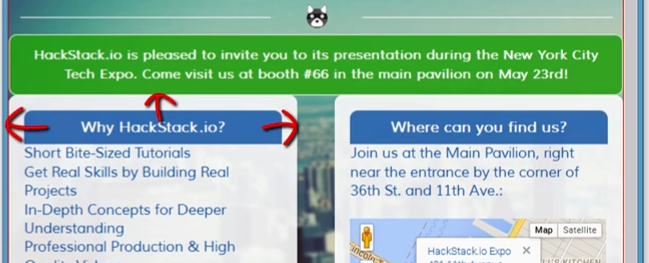 HackStack.io is pleased to invite you to its presentation during the New York City
Tech Expo. Come visit us at booth #66 in the main pavilion on May 23rd!
Why HackStack.io?
Short Bite-Sized Tutorials
Get Real Skills by Building Real
Projects
In-Depth Concepts for Deeper
Understanding
Professional Production & High
Where can you find us?
Join us at the Main Pavilion, right
near the entrance by the corner of
36th St. and 11th Ave.:
Map Satellite
HackStack.io Expo